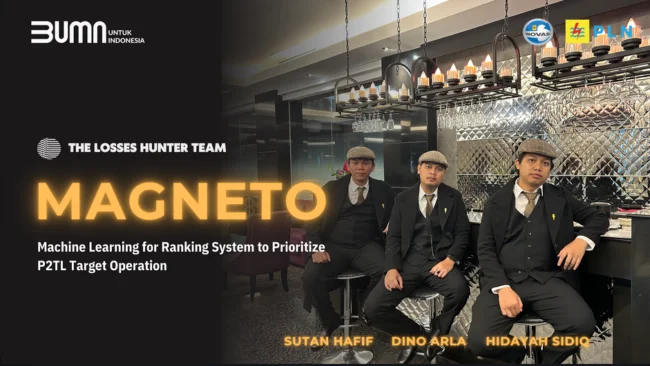 BUMN
UNTUK
INDONESIA
NOVAS
PLN
THE LOSSES HUNTER TEAM
MAGNETO
Machine Learning for Ranking System to Prioritize
P2TL Target Operation
SUTAN HAFIF
DINO ARLA
HIDAYAH SIDIQ